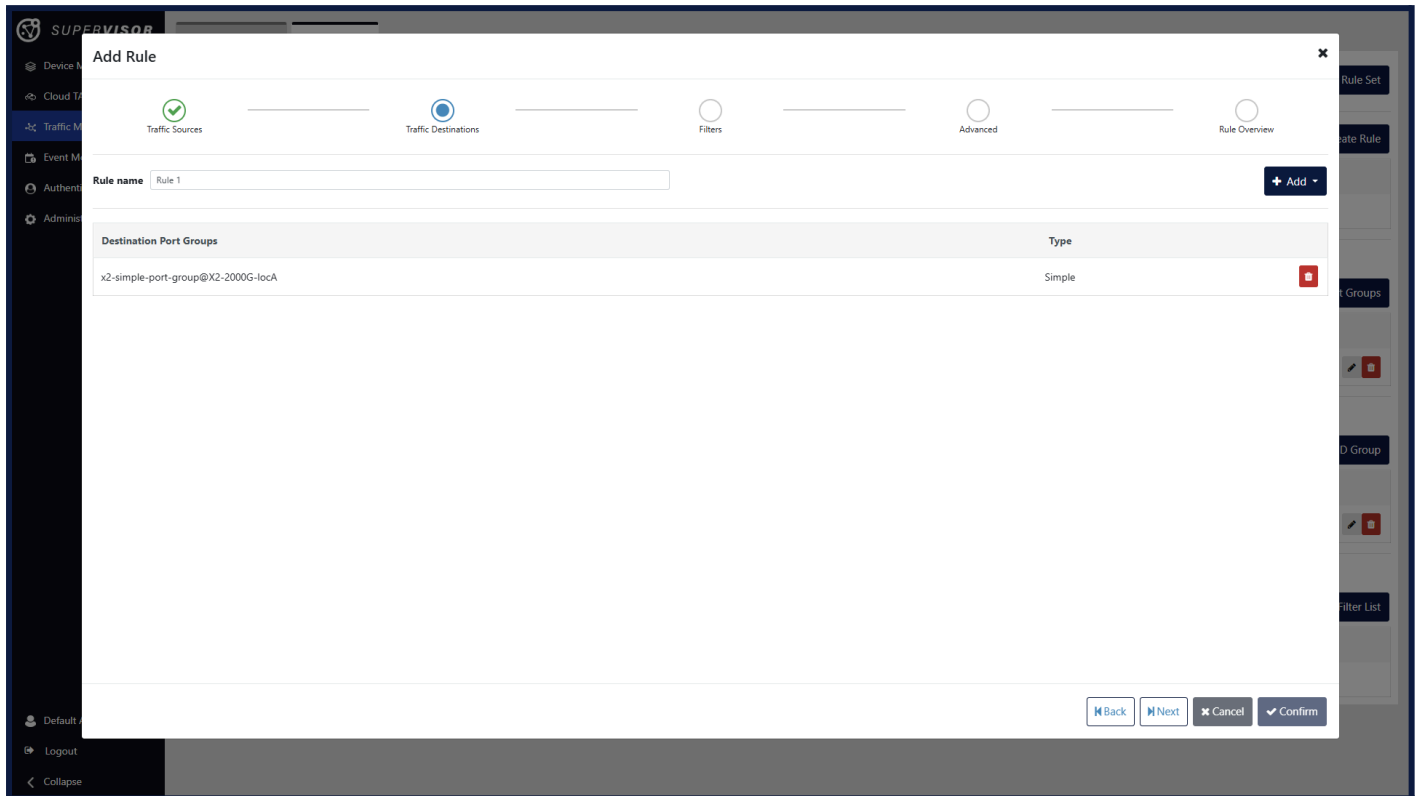 SUPERVISOR
Device M
Cloud TA
Traffic M
Event Mo
Authenti
Adminis
Default A
Logout
Collapse
Add Rule
Traffic Sources
Traffic Destinations
Filters
Advanced
Rule Overview
Rule name Rule 1
Add
Destination Port Groups Type
x2-simple-port-group@X2-2000G-locA Simple
Back Next Cancel Confirm
Rule Set
eate Rule
t Groups
D Group
Filter List